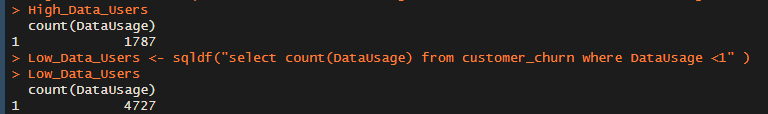 > High_Data_Users
count(DataUsage)
1 1787
> Low_Data_Users <- sqldf("select count(DataUsage) from customer_churn where DataUsage <1" )
> Low_Data_Users
count(DataUsage)
1 4727